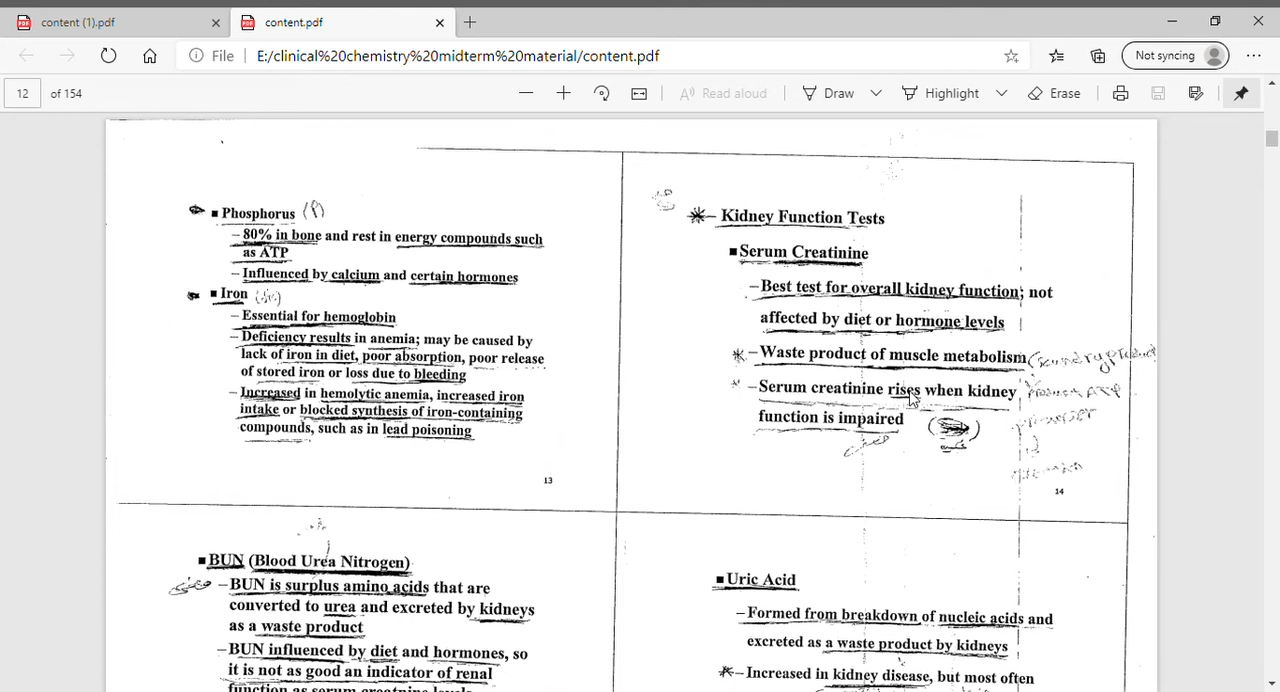 content (1).pdf
content.pdf
File
E:/clinical%20chemistry%20midterm%20material/content.pdf
Not syncing
12 of 154
Read aloud
Draw
Highlight
Erase
■ Phosphorus (P)
– 80% in bone and rest in energy compounds such
as ATP
– Influenced by calcium and certain hormones
■ Iron
– Essential for hemoglobin
– Deficiency results in anemia; may be caused by
lack of iron in diet, poor absorption, poor release
of stored iron or loss due to bleeding
– Increased in hemolytic anemia, increased iron
intake or blocked synthesis of iron-containing
compounds, such as in lead poisoning
13
– Kidney Function Tests
■ Serum Creatinine
– Best test for overall kidney function; not
affected by diet or hormone levels
– Waste product of muscle metabolism
– Serum creatinine rises when kidney
function is impaired
14
■ BUN (Blood Urea Nitrogen)
– BUN is surplus amino acids that are
converted to urea and excreted by kidneys
as a waste product
– BUN influenced by diet and hormones, so
it is not as good an indicator of renal
function as serum creatnine levels
■ Uric Acid
– Formed from breakdown of nucleic acids and
excreted as a waste product by kidneys
– Increased in kidney disease, but most often